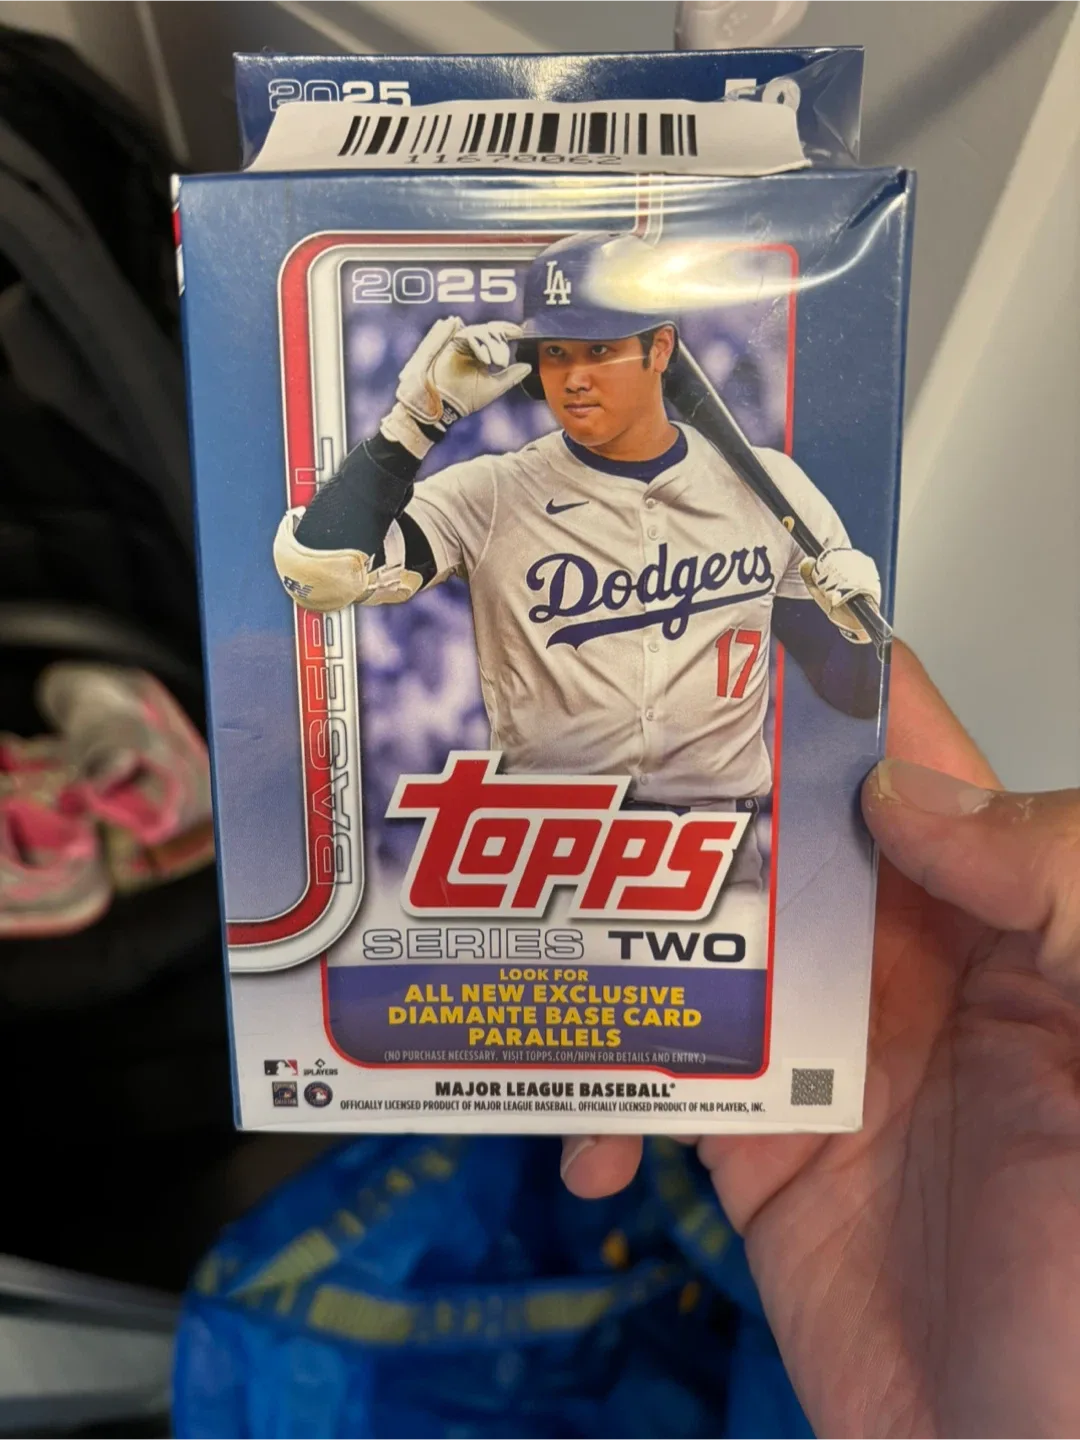 2025
11670062
2025
LA
BASEBALL
Dodgers
17
TOPPS
SERIES TWO
LOOK FOR
ALL NEW EXCLUSIVE
DIAMANTE BASE CARD
PARALLELS
(NO PURCHASE NECESSARY. VISIT TOPPS.COM/NPN FOR DETAILS AND ENTRY.)
PLAYERS
MAJOR LEAGUE BASEBALL®
OFFICIALLY LICENSED PRODUCT OF MAJOR LEAGUE BASEBALL. OFFICIALLY LICENSED PRODUCT OF MLB PLAYERS, INC.